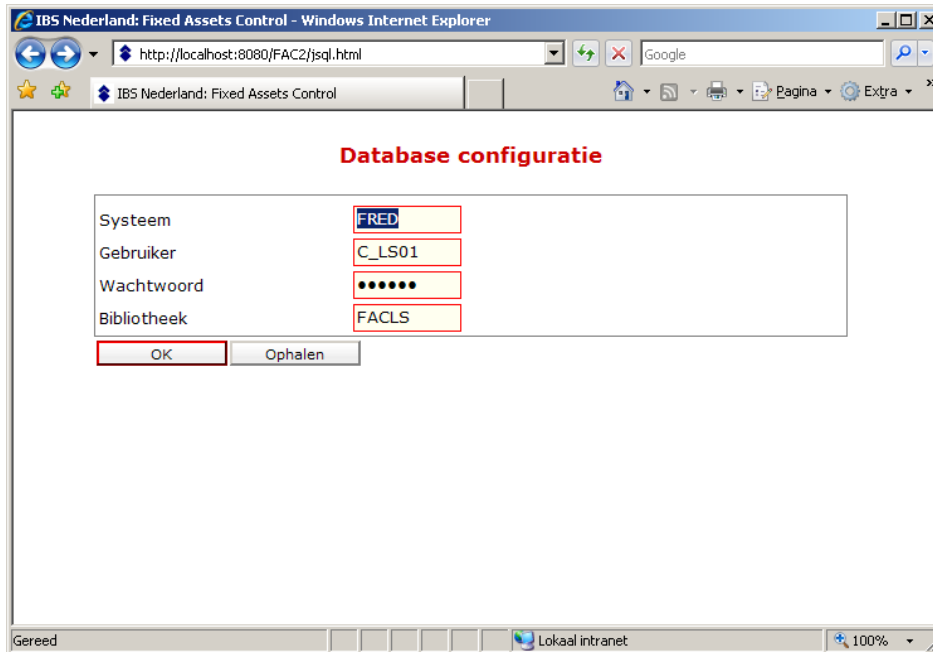 IBS Nederland: Fixed Assets Control - Windows Internet Explorer
http://localhost:8080/FAC2/jsql.html
Google
IBS Nederland: Fixed Assets Control
Pagina
Extra
Database configuratie
Systeem FRED
Gebruiker C_LS01
Wachtwoord ••••••
Bibliotheek FACLS
OK Ophalen
Gereed Lokaal intranet 100%